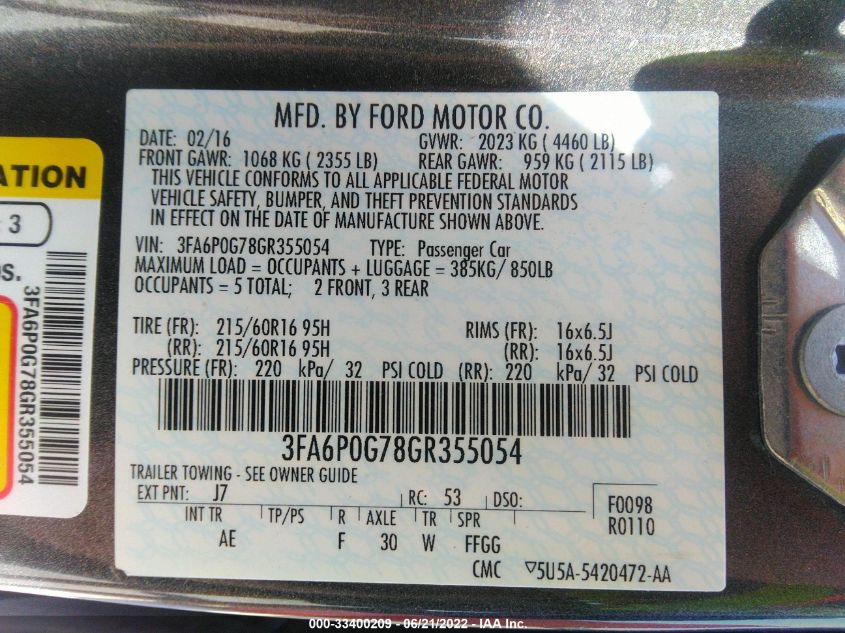 MFD. BY FORD MOTOR CO.
DATE: 02/16 GVWR: 2023 KG ( 4460 LB)
FRONT GAWR: 1068 KG ( 2355 LB) REAR GAWR: 959 KG ( 2115 LB)
THIS VEHICLE CONFORMS TO ALL APPLICABLE FEDERAL MOTOR
VEHICLE SAFETY, BUMPER, AND THEFT PREVENTION STANDARDS
IN EFFECT ON THE DATE OF MANUFACTURE SHOWN ABOVE.
VIN: 3FA6P0G78GR355054 TYPE: Passenger Car
MAXIMUM LOAD = OCCUPANTS + LUGGAGE = 385KG/ 850LB
OCCUPANTS = 5 TOTAL; 2 FRONT, 3 REAR
TIRE (FR): 215/60R16 95H RIMS (FR): 16x6.5J
(RR): 215/60R16 95H (RR): 16x6.5J
PRESSURE (FR): 220 kPa/ 32 PSI COLD (RR): 220 kPa/ 32 PSI COLD
3FA6P0G78GR355054
TRAILER TOWING - SEE OWNER GUIDE
EXT PNT: J7 RC: 53 DSO: F0098
R0110
INT TR TP/PS R AXLE TR SPR
AE F 30 W FFGG
CMC ▽5U5A-5420472-AA
ATION
3
OS.
3FA6P0G78GR355054
000-33400209 - 06/21/2022 - IAA Inc.